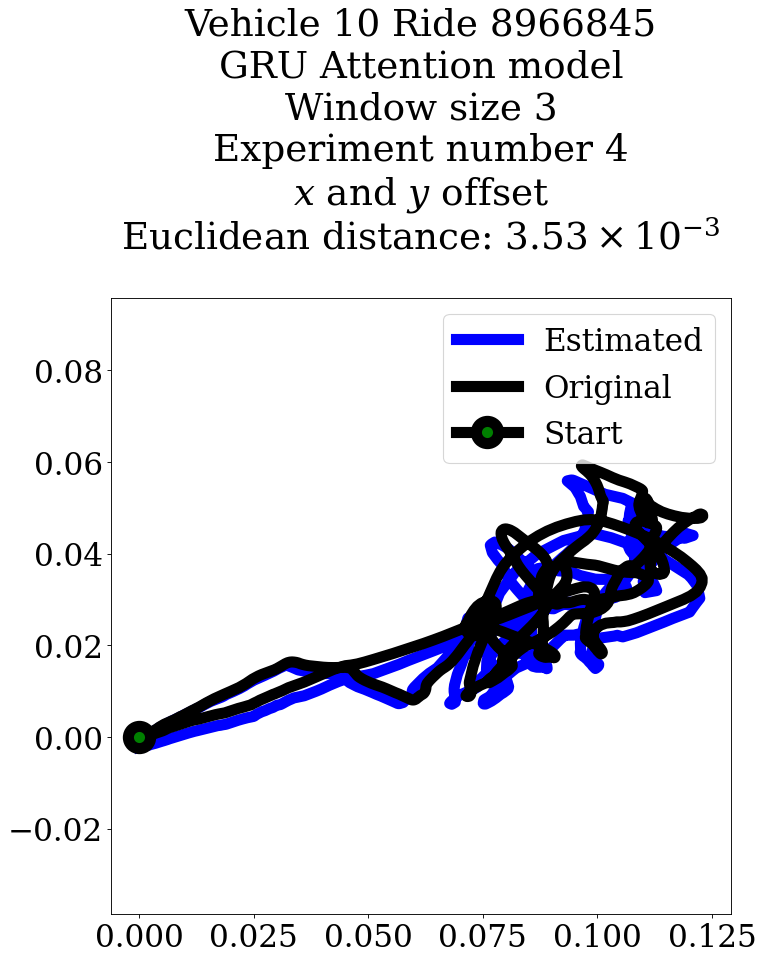 Vehicle 10 Ride 8966845
GRU Attention model
Window size 3
Experiment number 4
x and y offset
Euclidean distance: 3.53 × 10⁻³
Estimated
Original
Start
0.08
0.06
0.04
0.02
0.00
−0.02
0.000 0.025 0.050 0.075 0.100 0.125